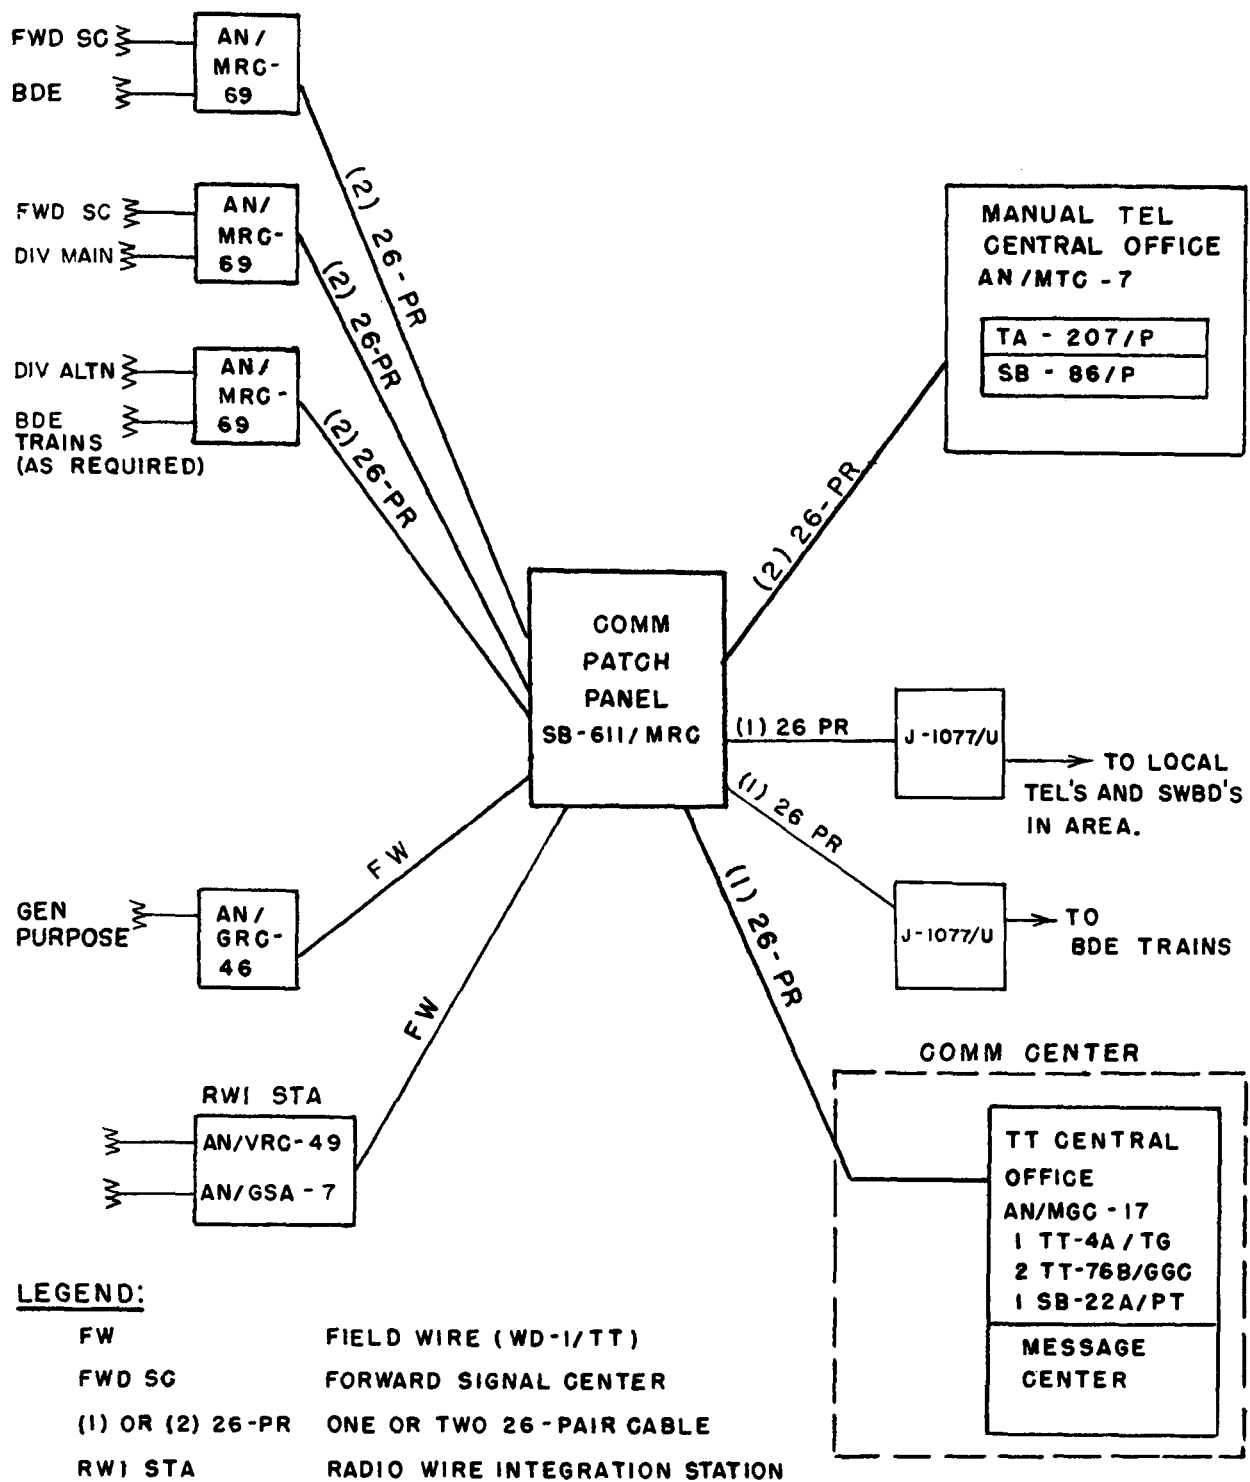 FWD SC
BDE
AN/
MRC-
69
(2) 26-PR
FWD SC
DIV MAIN
AN/
MRC-
69
(2) 26-PR
DIV ALTN
BDE
TRAINS
(AS REQUIRED)
AN/
MRC-
69
(2) 26-PR
MANUAL TEL
CENTRAL OFFICE
AN/MTC-7
TA - 207/P
SB - 86/P
(2) 26-PR
COMM
PATCH
PANEL
SB-611/MRC
(1) 26 PR
J-1077/U
TO LOCAL
TEL'S AND SWBD'S
IN AREA.
(1) 26 PR
J-1077/U
TO
BDE TRAINS
(1) 26-PR
FW
GEN
PURPOSE
AN/
GRC-
46
FW
RWI STA
AN/VRC-49
AN/GSA-7
COMM CENTER
TT CENTRAL
OFFICE
AN/MGC-17
1 TT-4A/TG
2 TT-76B/GGC
1 SB-22A/PT
MESSAGE
CENTER
LEGEND:
FW FIELD WIRE (WD-1/TT)
FWD SC FORWARD SIGNAL CENTER
(1) OR (2) 26-PR ONE OR TWO 26-PAIR CABLE
RWI STA RADIO WIRE INTEGRATION STATION